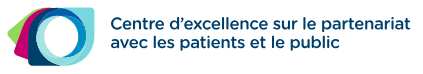 Centre d'excellence sur le partenariat
avec les patients et le public